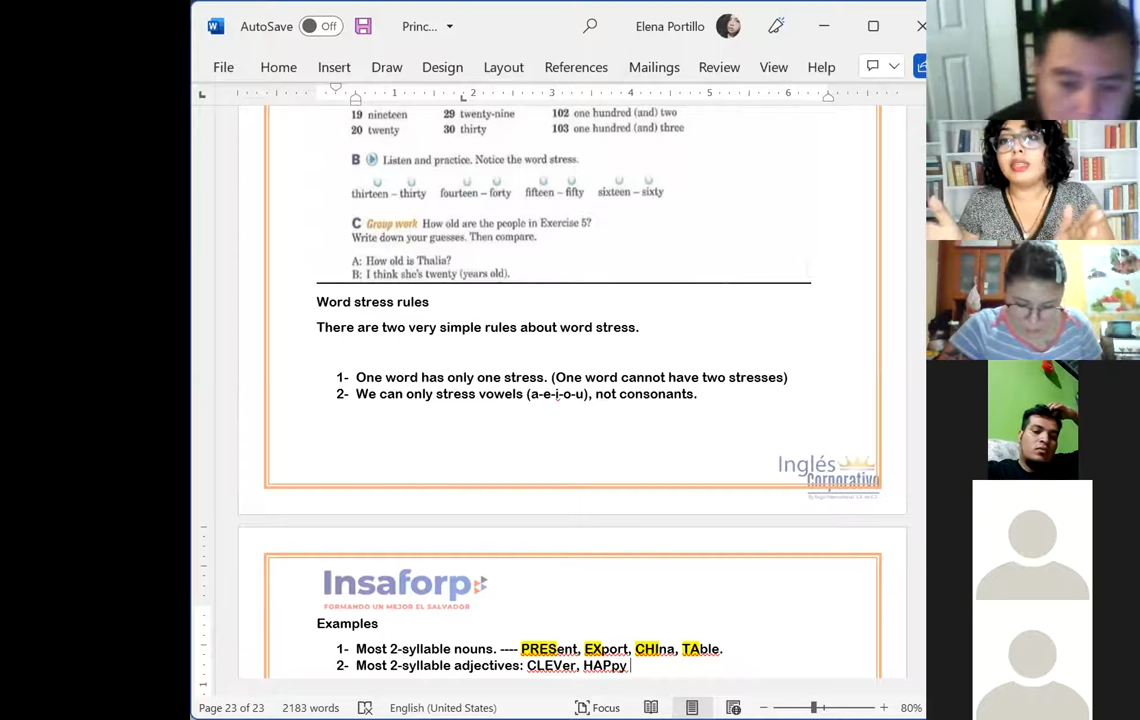 AutoSave Off Princ... Elena Portillo
File Home Insert Draw Design Layout References Mailings Review View Help
1 2 3 4 5 6
19 nineteen 29 twenty-nine 102 one hundred (and) two
20 twenty 30 thirty 103 one hundred (and) three
B Listen and practice. Notice the word stress.
thirteen – thirty fourteen – forty fifteen – fifty sixteen – sixty
C Group work How old are the people in Exercise 5?
Write down your guesses. Then compare.
A: How old is Thalia?
B: I think she's twenty (years old).
Word stress rules
There are two very simple rules about word stress.
1- One word has only one stress. (One word cannot have two stresses)
2- We can only stress vowels (a-e-i-o-u), not consonants.
Inglés
Corporativo
Insaforp
FORMANDO UN MEJOR EL SALVADOR
Examples
1- Most 2-syllable nouns. ---- PRESent, EXport, CHIna, TAble.
2- Most 2-syllable adjectives: CLEVer, HAPpy
Page 23 of 23 2183 words English (United States) Focus 80%